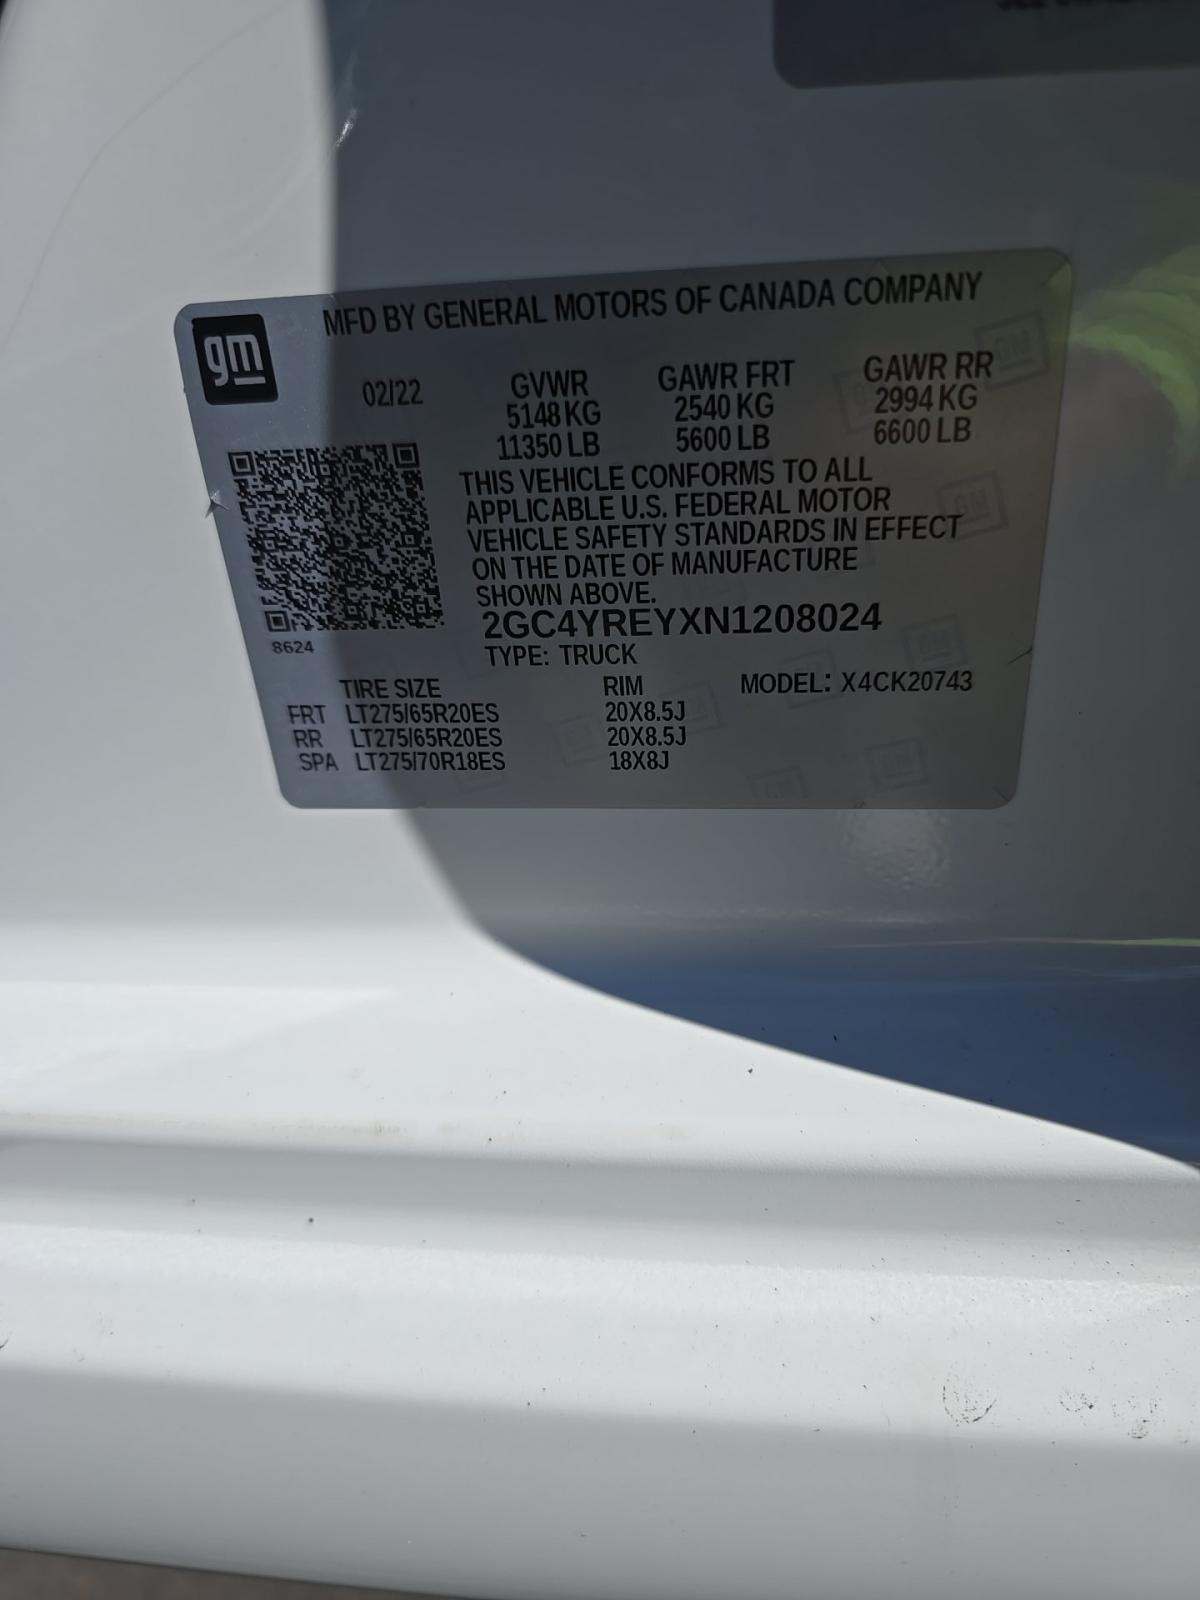 gm
MFD BY GENERAL MOTORS OF CANADA COMPANY
02/22 GVWR GAWR FRT GAWR RR
5148 KG 2540 KG 2994 KG
11350 LB 5600 LB 6600 LB
THIS VEHICLE CONFORMS TO ALL
APPLICABLE U.S. FEDERAL MOTOR
VEHICLE SAFETY STANDARDS IN EFFECT
ON THE DATE OF MANUFACTURE
SHOWN ABOVE.
2GC4YREYXN1208024
8624
TYPE: TRUCK
TIRE SIZE RIM MODEL: X4CK20743
FRT LT275/65R20ES 20X8.5J
RR LT275/65R20ES 20X8.5J
SPA LT275/70R18ES 18X8J